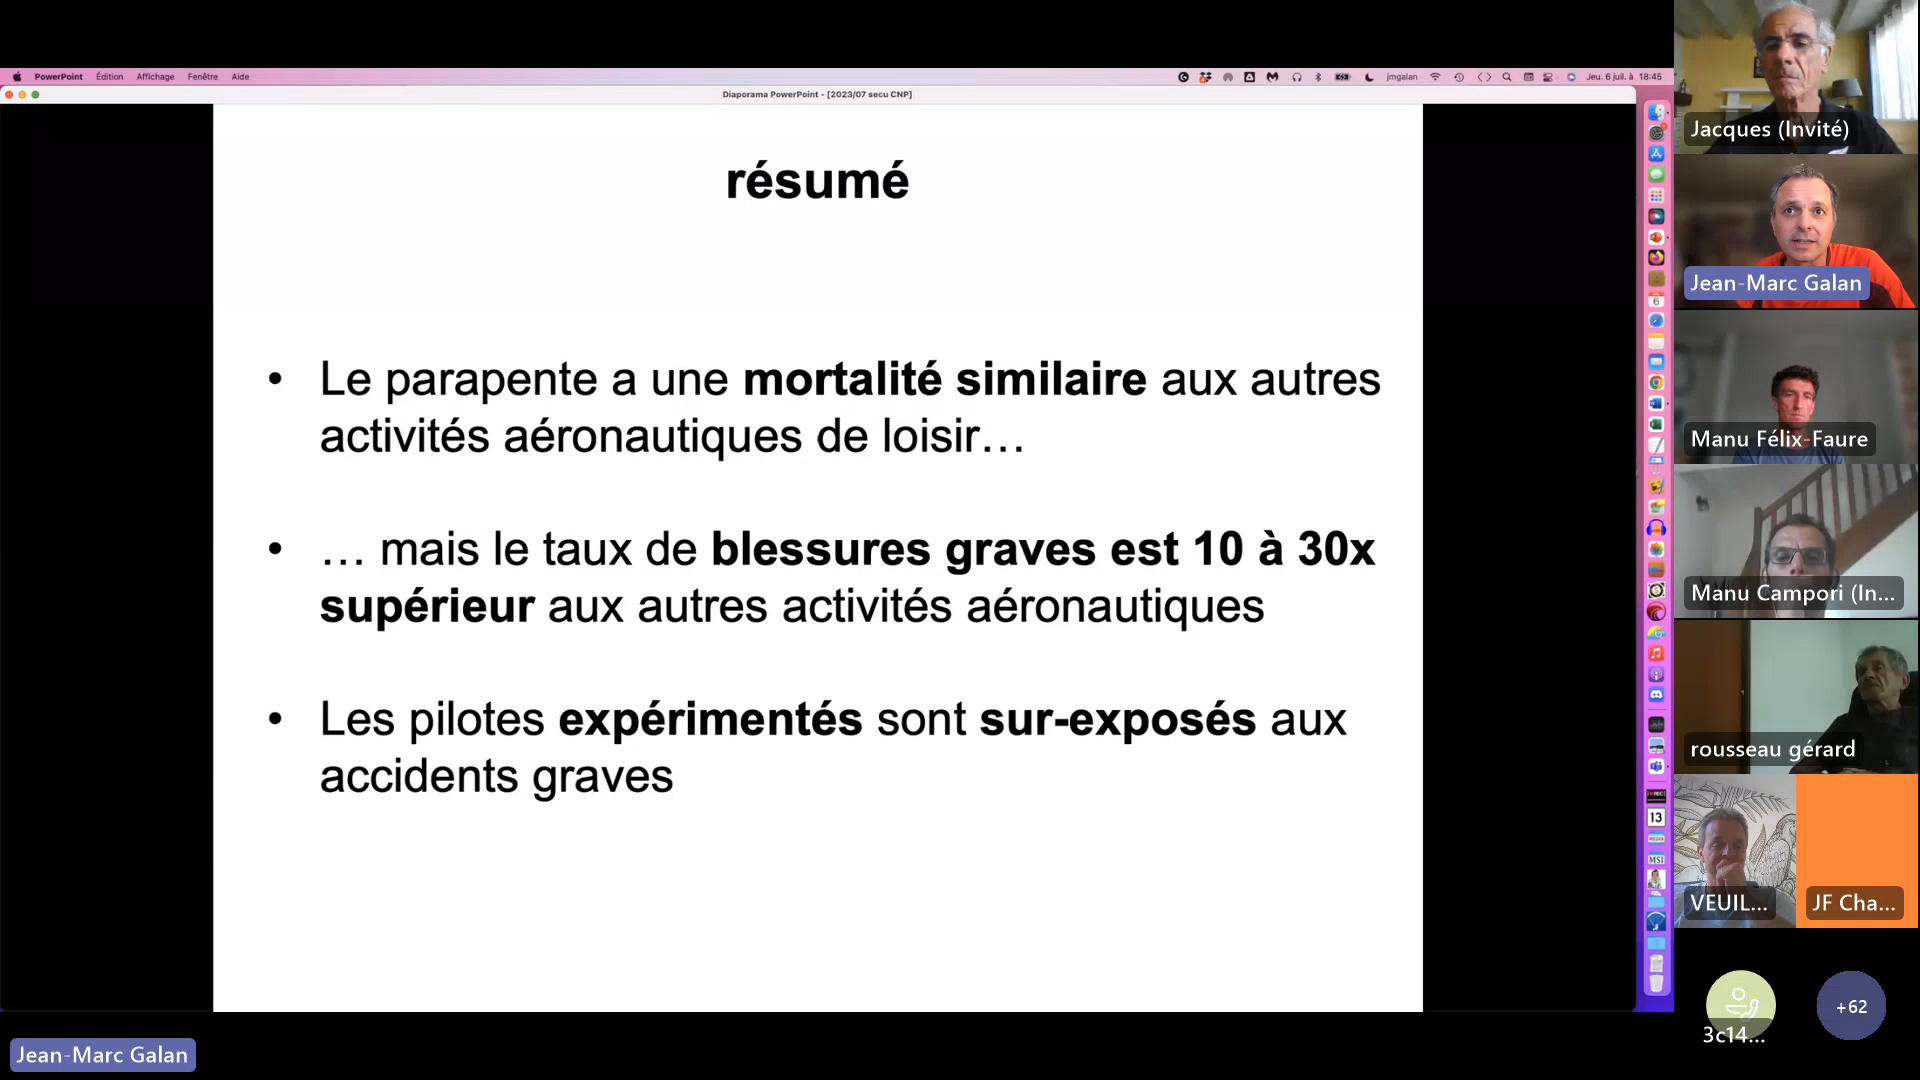 PowerPoint Édition Affichage Fenêtre Aide
jmgalan
Jeu. 6 juil. à 18:45
Diaporama PowerPoint - [2023/07 secu CNP]
résumé
• Le parapente a une mortalité similaire aux autres
activités aéronautiques de loisir…
• … mais le taux de blessures graves est 10 à 30x
supérieur aux autres activités aéronautiques
• Les pilotes expérimentés sont sur-exposés aux
accidents graves
6
13
MSI
Jean-Marc Galan
Jacques (Invité)
Jean-Marc Galan
Manu Félix-Faure
Manu Campori (In...
rousseau gérard
VEUIL...
JF Cha...
3c14...
+62